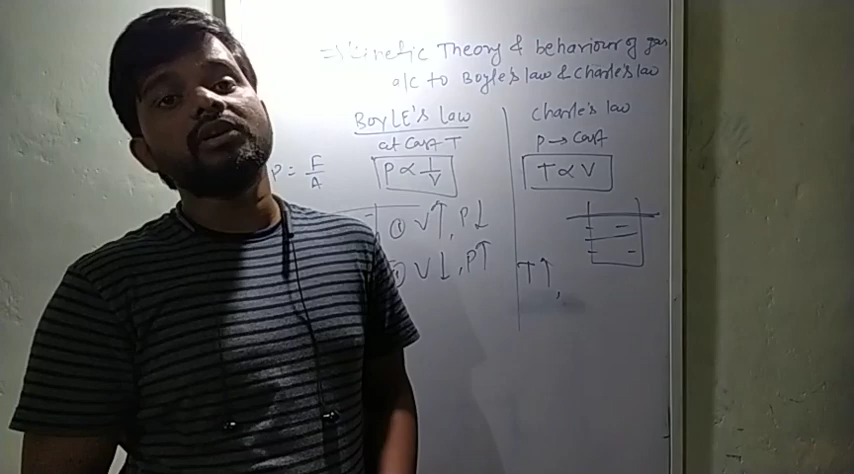 ⇒ Kinetic Theory & behaviour of gas
o/c to Boyle's law & Charle's law
BOYLE'S LAW
at Const T
P = F/A
P ∝ 1/V
① V↑, P↓
② V↓, P↑
Charle's law
P → Const
T ∝ V
T↑,